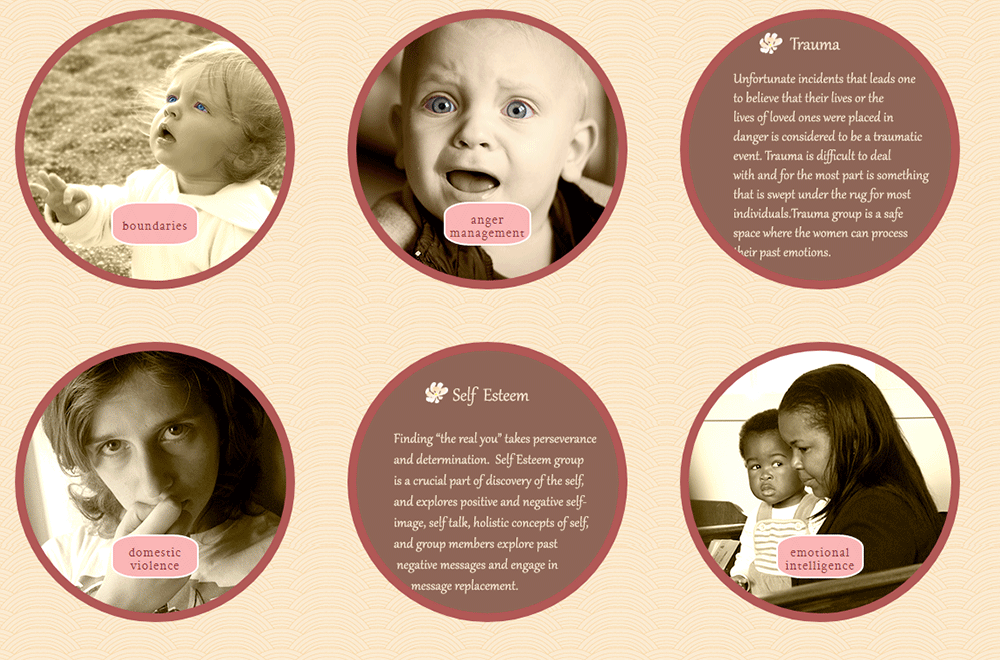 boundaries
anger
management
Trauma
Unfortunate incidents that leads one
to believe that their lives or the
lives of loved ones were placed in
danger is considered to be a traumatic
event. Trauma is difficult to deal
with and for the most part is something
that is swept under the rug for most
individuals.Trauma group is a safe
space where the women can process
their past emotions.
domestic
violence
Self Esteem
Finding “the real you” takes perseverance
and determination. Self Esteem group
is a crucial part of discovery of the self,
and explores positive and negative self-
image, self talk, holistic concepts of self,
and group members explore past
negative messages and engage in
message replacement.
emotional
intelligence